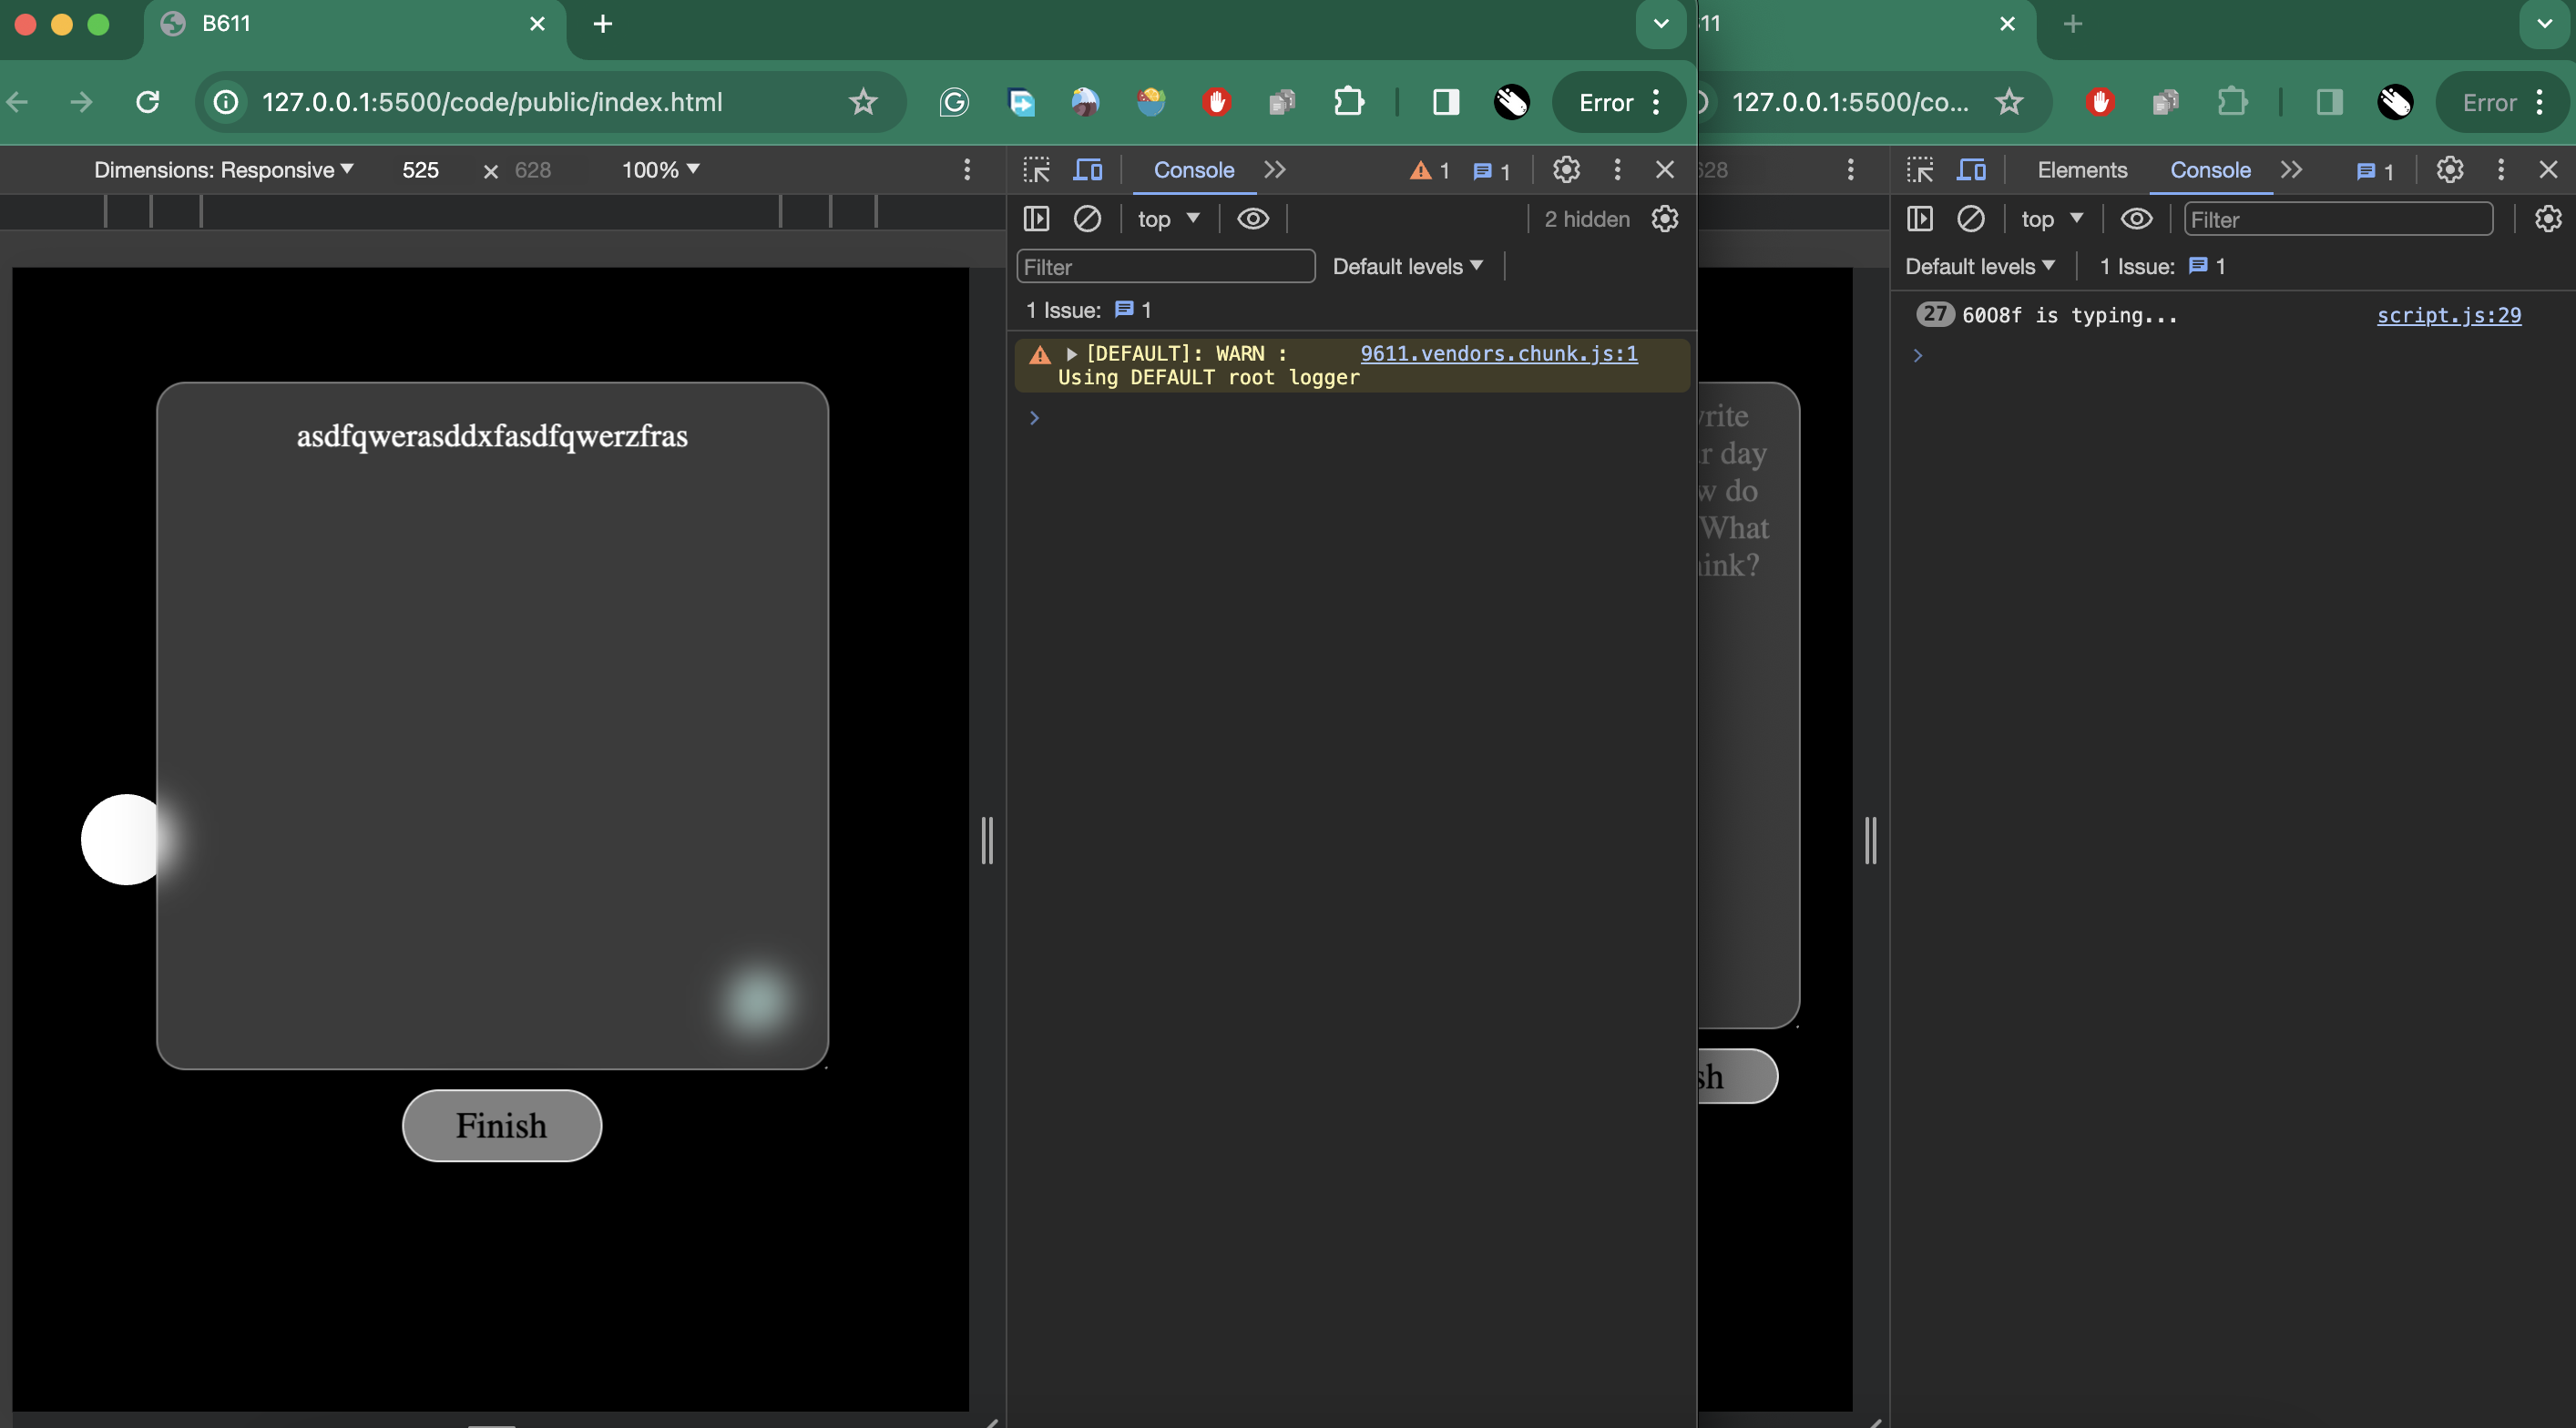 B611
11
127.0.0.1:5500/code/public/index.html
Error
127.0.0.1:5500/co...
Error
Dimensions: Responsive
525 × 628
100%
Console
1
1
628
Elements
Console
1
top
2 hidden
top
Filter
Filter
Default levels
Default levels
1 Issue: 1
1 Issue: 1
27 60O8f is typing...
script.js:29
[DEFAULT]: WARN :
9611.vendors.chunk.js:1
Using DEFAULT root logger
asdfqwerasddxfasdfqwerzfras
write
r day
w do
What
ink?
Finish
sh